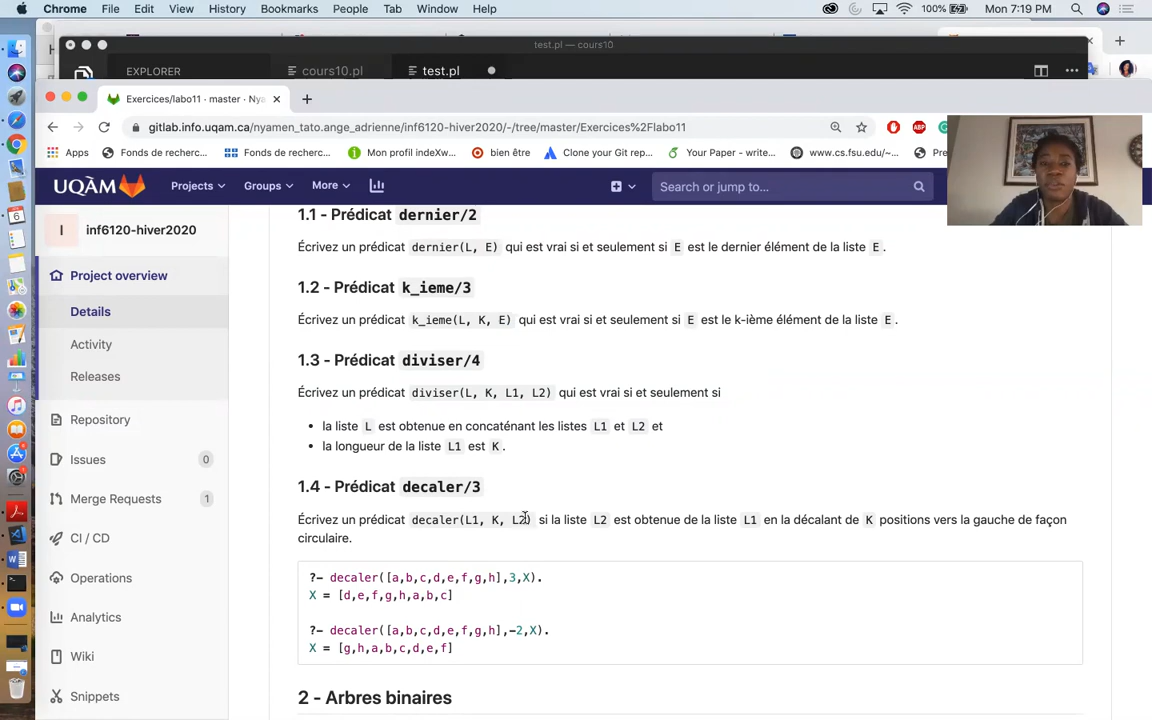 Chrome File Edit View History Bookmarks People Tab Window Help 100% Mon 7:19 PM
test.pl — cours10
EXPLORER cours10.pl test.pl
Exercices/labo11 · master · Nya
gitlab.info.uqam.ca/nyamen_tato.ange_adrienne/inf6120-hiver2020/-/tree/master/Exercices%2Flabo11
Apps Fonds de recherc... Fonds de recherc... Mon profil indeXw... bien être Clone your Git rep... Your Paper - write... www.cs.fsu.edu/~... Pre
UQÀM Projects Groups More Search or jump to...
I inf6120-hiver2020
Project overview
Details
Activity
Releases
Repository
Issues 0
Merge Requests 1
CI / CD
Operations
Analytics
Wiki
Snippets
1.1 - Prédicat dernier/2
Écrivez un prédicat dernier(L, E) qui est vrai si et seulement si E est le dernier élément de la liste E.
1.2 - Prédicat k_ieme/3
Écrivez un prédicat k_ieme(L, K, E) qui est vrai si et seulement si E est le k-ième élément de la liste E.
1.3 - Prédicat diviser/4
Écrivez un prédicat diviser(L, K, L1, L2) qui est vrai si et seulement si
• la liste L est obtenue en concaténant les listes L1 et L2 et
• la longueur de la liste L1 est K.
1.4 - Prédicat decaler/3
Écrivez un prédicat decaler(L1, K, L2) si la liste L2 est obtenue de la liste L1 en la décalant de K positions vers la gauche de façon
circulaire.
?- decaler([a,b,c,d,e,f,g,h],3,X).
X = [d,e,f,g,h,a,b,c]
?- decaler([a,b,c,d,e,f,g,h],-2,X).
X = [g,h,a,b,c,d,e,f]
2 - Arbres binaires